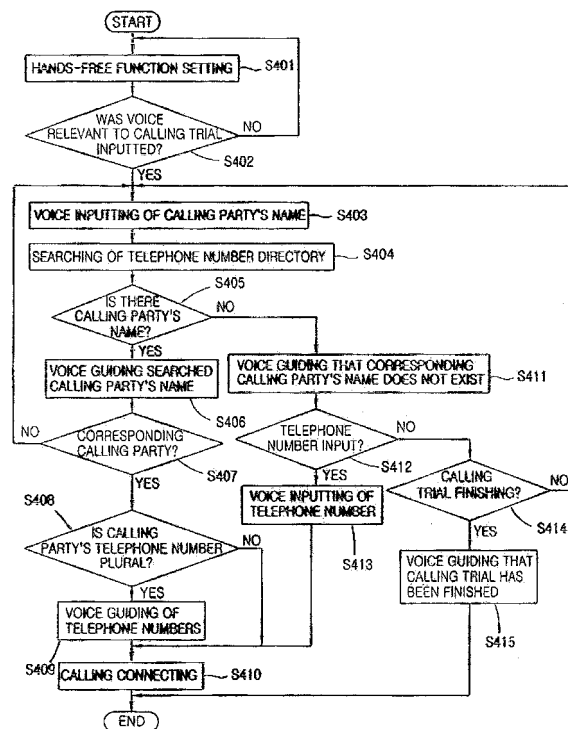 START
HANDS-FREE FUNCTION SETTING
S401
WAS VOICE
RELEVANT TO CALLING TRIAL
INPUTTED?
NO
S402
YES
VOICE INPUTTING OF CALLING PARTY'S NAME
S403
SEARCHING OF TELEPHONE NUMBER DIRECTORY
S404
S405
IS THERE
CALLING PARTY'S
NAME?
NO
YES
VOICE GUIDING SEARCHED
CALLING PARTY'S NAME
S406
VOICE GUIDING THAT CORRESPONDING
CALLING PARTY'S NAME DOES NOT EXIST
S411
NO
CORRESPONDING
CALLING PARTY?
S407
YES
TELEPHONE
NUMBER INPUT?
NO
S412
YES
VOICE INPUTTING OF
TELEPHONE NUMBER
S413
CALLING
TRIAL FINISHING?
NO
S414
YES
VOICE GUIDING THAT
CALLING TRIAL HAS
BEEN FINISHED
S415
S408
IS CALLING
PARTY'S TELEPHONE NUMBER
PLURAL?
NO
YES
VOICE GUIDING OF
TELEPHONE NUMBERS
S409
CALLING CONNECTING
S410
END